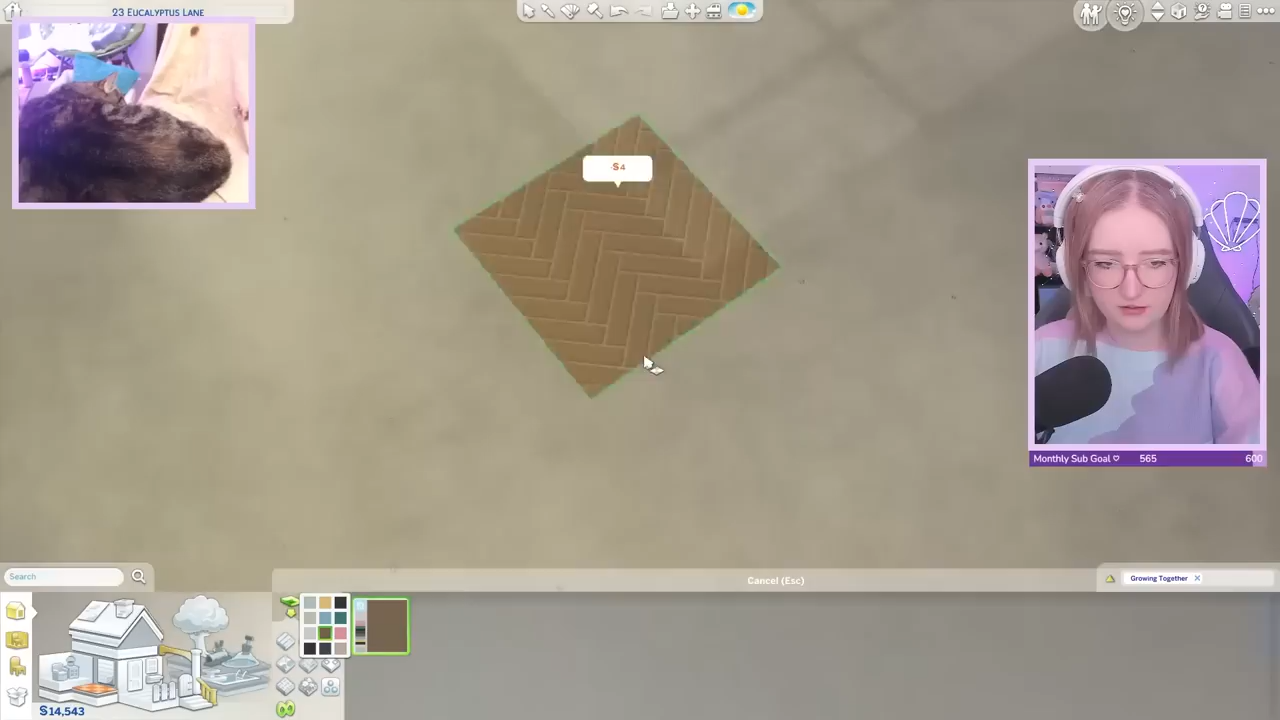 23 EUCALYPTUS LANE
-$4
Monthly Sub Goal ♡ 565 600
Cancel (Esc)
Search
Growing Together
$14,543